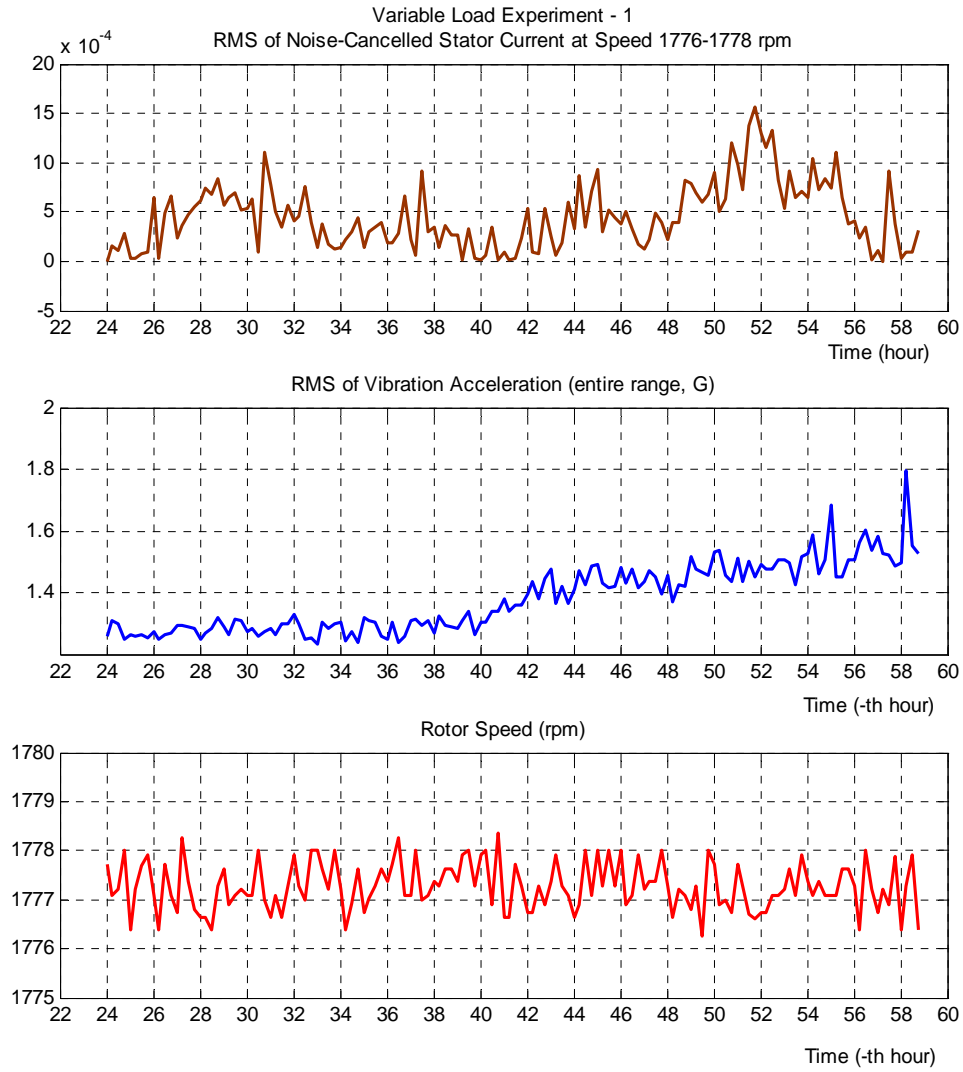 Variable Load Experiment - 1
RMS of Noise-Cancelled Stator Current at Speed 1776-1778 rpm
x 10-4
20
15
10
5
0
-5
22 24 26 28 30 32 34 36 38 40 42 44 46 48 50 52 54 56 58 60
Time (hour)
RMS of Vibration Acceleration (entire range, G)
2
1.8
1.6
1.4
22 24 26 28 30 32 34 36 38 40 42 44 46 48 50 52 54 56 58 60
Time (-th hour)
Rotor Speed (rpm)
1780
1779
1778
1777
1776
1775
22 24 26 28 30 32 34 36 38 40 42 44 46 48 50 52 54 56 58 60
Time (-th hour)